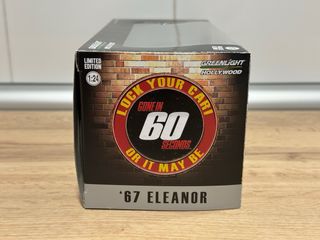 LIMITED
EDITION
1:24
GREENLIGHT
HOLLYWOOD
LOCK YOUR CAR!
GONE IN
60
SECONDS
OR IT MAY BE
'67 ELEANOR